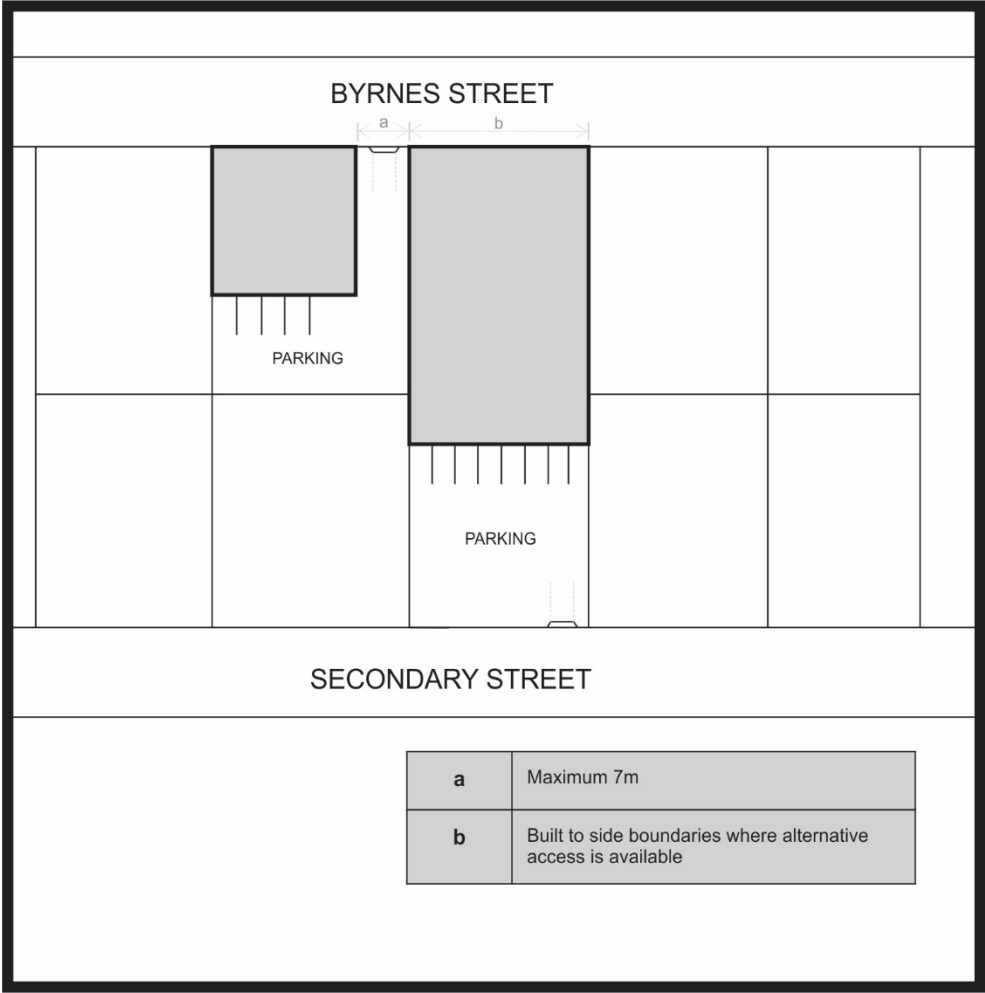 BYRNES STREET
a
b
PARKING
PARKING
SECONDARY STREET
a
Maximum 7m
b
Built to side boundaries where alternative
access is available